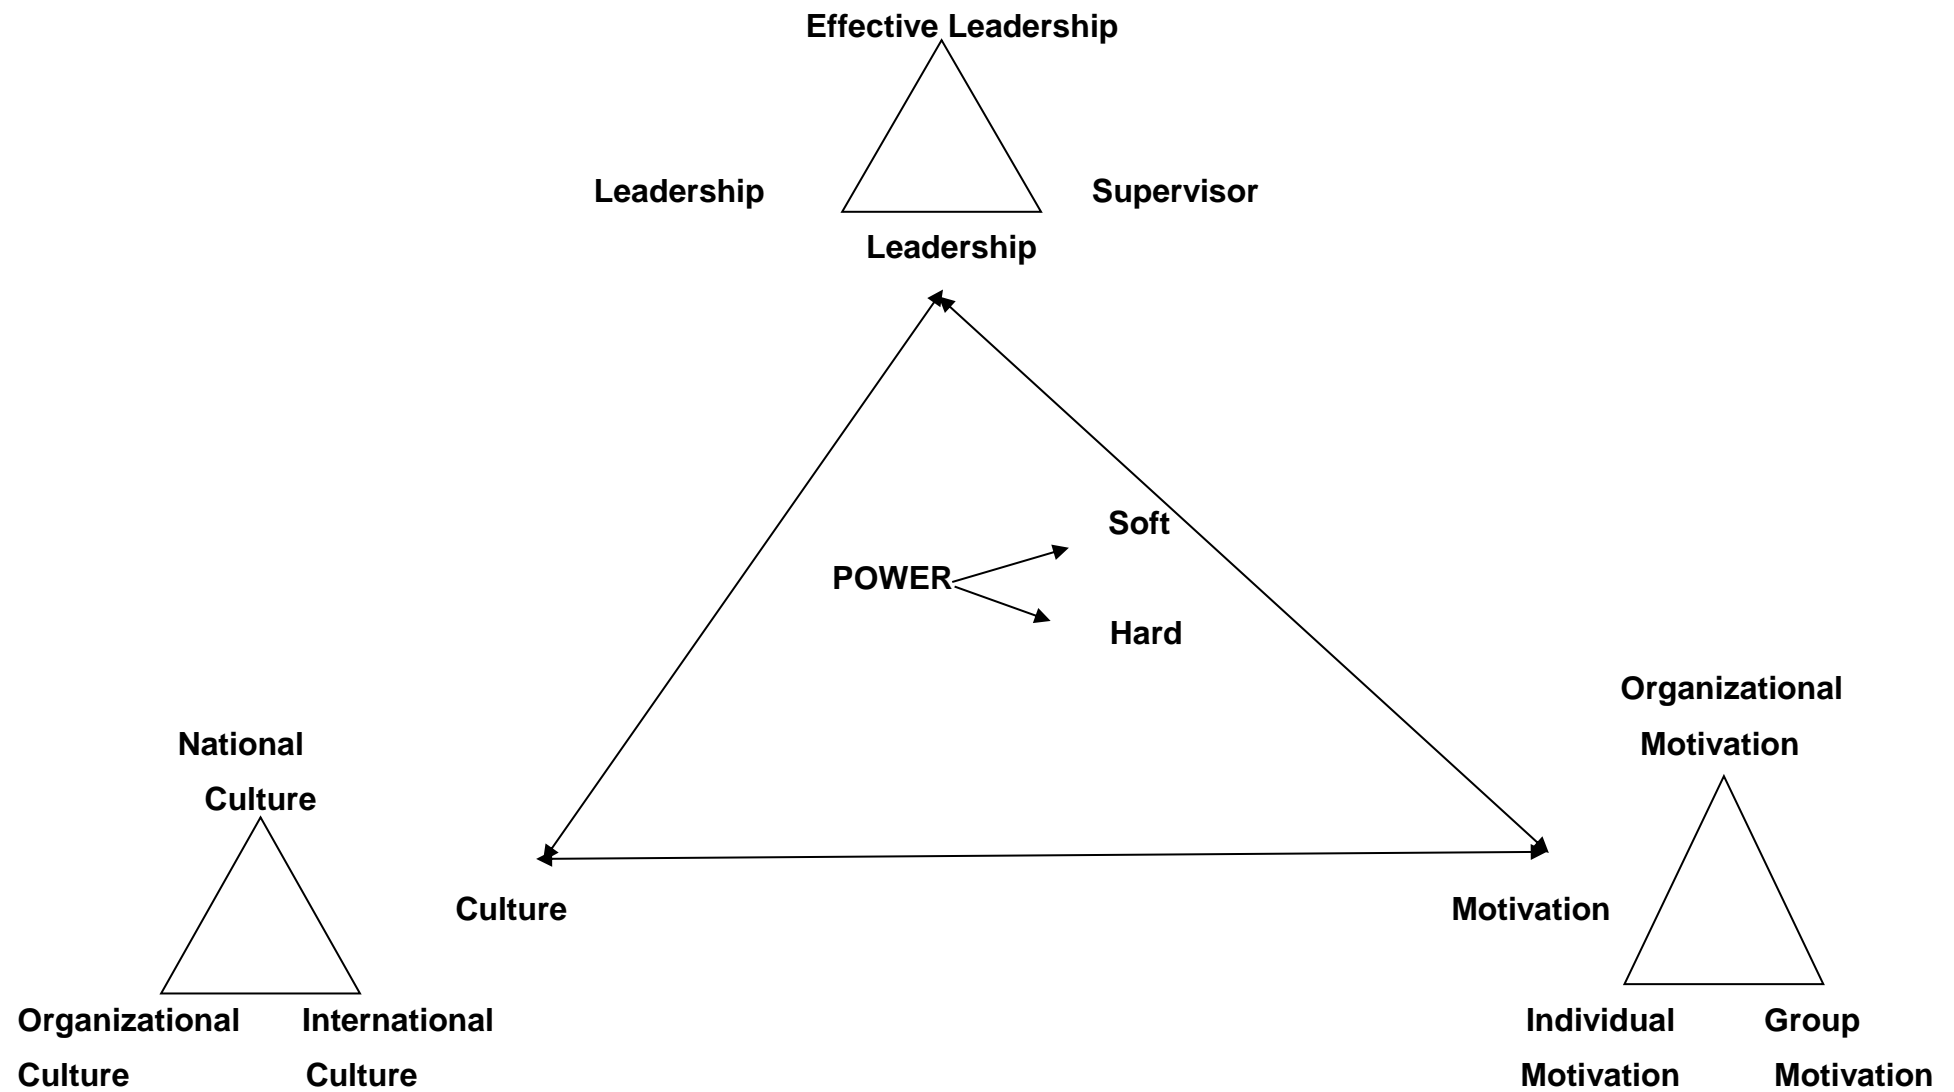 Effective Leadership
Leadership
Supervisor
Leadership
Soft
POWER
Hard
Organizational
Motivation
National
Culture
Culture
Motivation
Organizational
Culture
International
Culture
Individual
Motivation
Group
Motivation